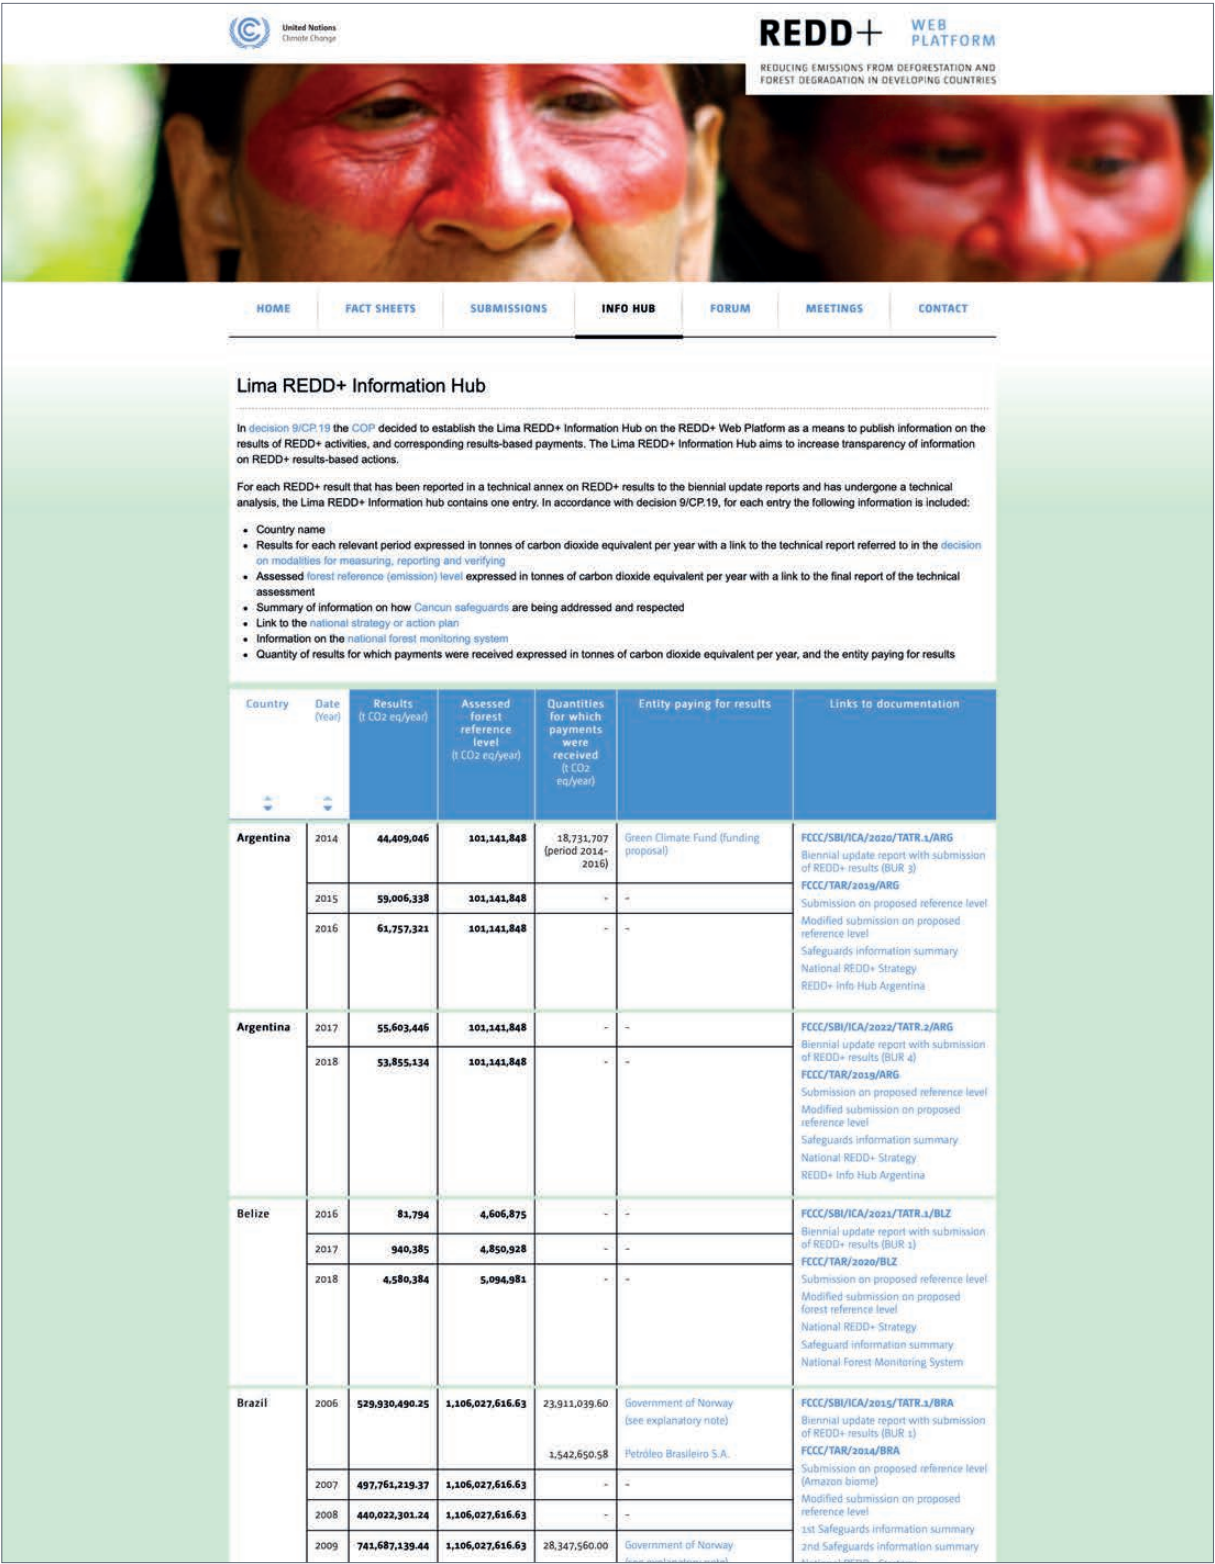 United Nations
Climate Change
REDD+ WEB
PLATFORM
REDUCING EMISSIONS FROM DEFORESTATION AND
FOREST DEGRADATION IN DEVELOPING COUNTRIES
HOME FACT SHEETS SUBMISSIONS INFO HUB FORUM MEETINGS CONTACT
Lima REDD+ Information Hub
In decision 9/CP.19 the COP decided to establish the Lima REDD+ Information Hub on the REDD+ Web Platform as a means to publish information on the
results of REDD+ activities, and corresponding results-based payments. The Lima REDD+ Information Hub aims to increase transparency of information
on REDD+ results-based actions.
For each REDD+ result that has been reported in a technical annex on REDD+ results to the biennial update reports and has undergone a technical
analysis, the Lima REDD+ Information hub contains one entry. In accordance with decision 9/CP.19, for each entry the following information is included:
• Country name
• Results for each relevant period expressed in tonnes of carbon dioxide equivalent per year with a link to the technical report referred to in the decision
on modalities for measuring, reporting and verifying
• Assessed forest reference (emission) level expressed in tonnes of carbon dioxide equivalent per year with a link to the final report of the technical
assessment
• Summary of information on how Cancun safeguards are being addressed and respected
• Link to the national strategy or action plan
• Information on the national forest monitoring system
• Quantity of results for which payments were received expressed in tonnes of carbon dioxide equivalent per year, and the entity paying for results
Country
Date
(Year)
Results
(t CO2 eq/year)
Assessed
forest
reference
level
(t CO2 eq/year)
Quantities
for which
payments
were
received
(t CO2
eq/year)
Entity paying for results
Links to documentation
Argentina 2014 44,409,046 101,141,848 18,731,707
(period 2014-
2016)
Green Climate Fund (funding
proposal)
2015 59,006,338 101,141,848 - -
2016 61,757,321 101,141,848 - -
FCCC/SBI/ICA/2020/TATR.1/ARG
Biennial update report with submission
of REDD+ results (BUR 3)
FCCC/TAR/2019/ARG
Submission on proposed reference level
Modified submission on proposed
reference level
Safeguards information summary
National REDD+ Strategy
REDD+ Info Hub Argentina
Argentina 2017 55,603,446 101,141,848 - -
2018 53,855,134 101,141,848 - -
FCCC/SBI/ICA/2022/TATR.2/ARG
Biennial update report with submission
of REDD+ results (BUR 4)
FCCC/TAR/2019/ARG
Submission on proposed reference level
Modified submission on proposed
reference level
Safeguards information summary
National REDD+ Strategy
REDD+ Info Hub Argentina
Belize 2016 81,794 4,606,875 - -
2017 940,385 4,850,928 - -
2018 4,580,384 5,094,981 - -
FCCC/SBI/ICA/2021/TATR.1/BLZ
Biennial update report with submission
of REDD+ results (BUR 1)
FCCC/TAR/2020/BLZ
Submission on proposed reference level
Modified submission on proposed
forest reference level
National REDD+ Strategy
Safeguard information summary
National Forest Monitoring System
Brazil 2006 529,930,490.25 1,106,027,616.63 23,911,039.60 Government of Norway
(see explanatory note)
1,542,650.58 Petróleo Brasileiro S.A.
2007 497,761,219.37 1,106,027,616.63 - -
2008 440,022,301.24 1,106,027,616.63 - -
2009 741,687,139.44 1,106,027,616.63 28,347,560.00 Government of Norway
FCCC/SBI/ICA/2015/TATR.1/BRA
Biennial update report with submission
of REDD+ results (BUR 1)
FCCC/TAR/2014/BRA
Submission on proposed reference level
(Amazon biome)
Modified submission on proposed
reference level
1st Safeguards information summary
2nd Safeguards information summary